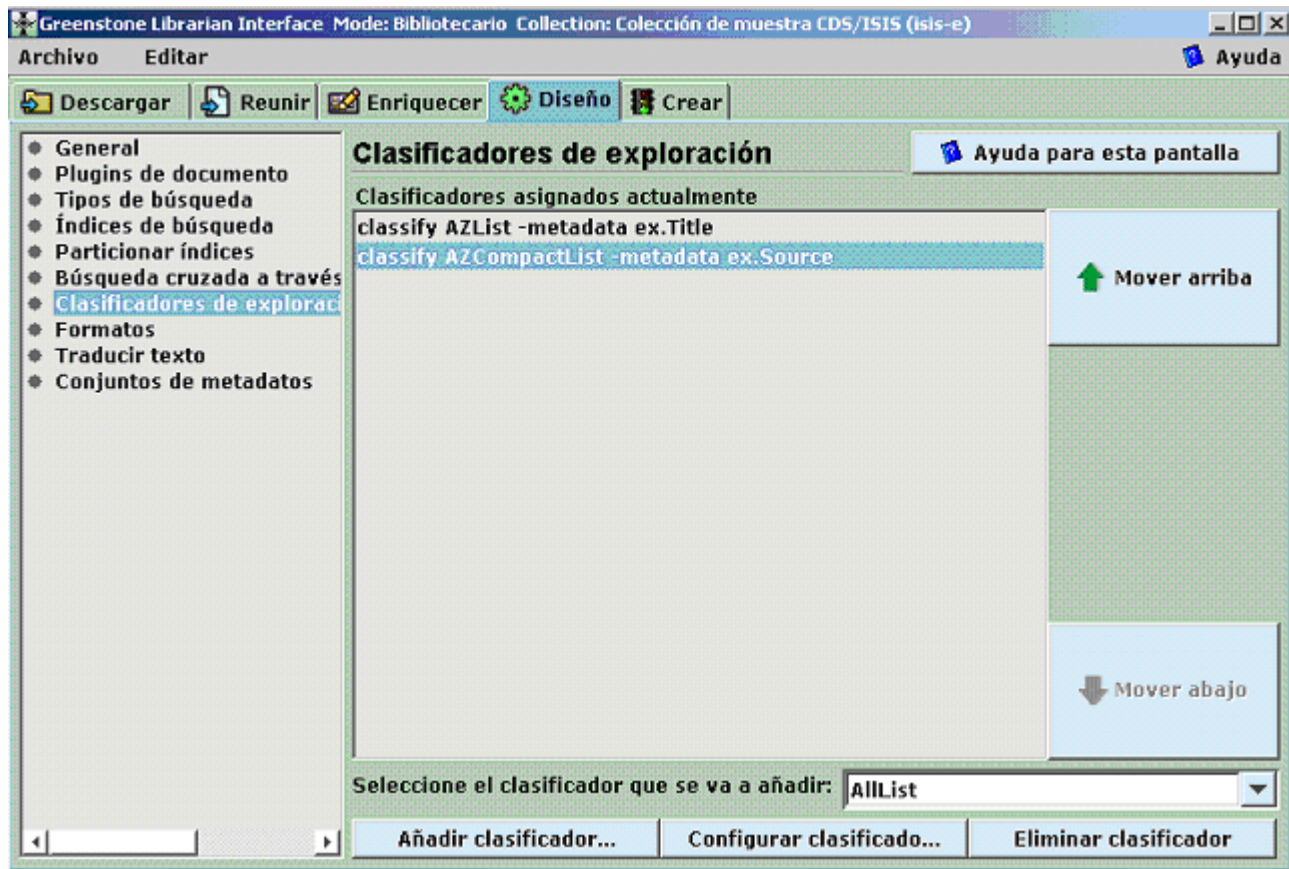 Greenstone Librarian Interface Mode: Bibliotecario Collection: Colección de muestra CDS/ISIS (isis-e)
Archivo Editar Ayuda
Descargar Reunir Enriquecer Diseño Crear
General
Plugins de documento
Tipos de búsqueda
Índices de búsqueda
Particionar índices
Búsqueda cruzada a través
Clasificadores de exploraci
Formatos
Traducir texto
Conjuntos de metadatos
Clasificadores de exploración
Ayuda para esta pantalla
Clasificadores asignados actualmente
classify AZList -metadata ex.Title
classify AZCompactList -metadata ex.Source
Mover arriba
Mover abajo
Seleccione el clasificador que se va a añadir: AllList
Añadir clasificador... Configurar clasificado... Eliminar clasificador